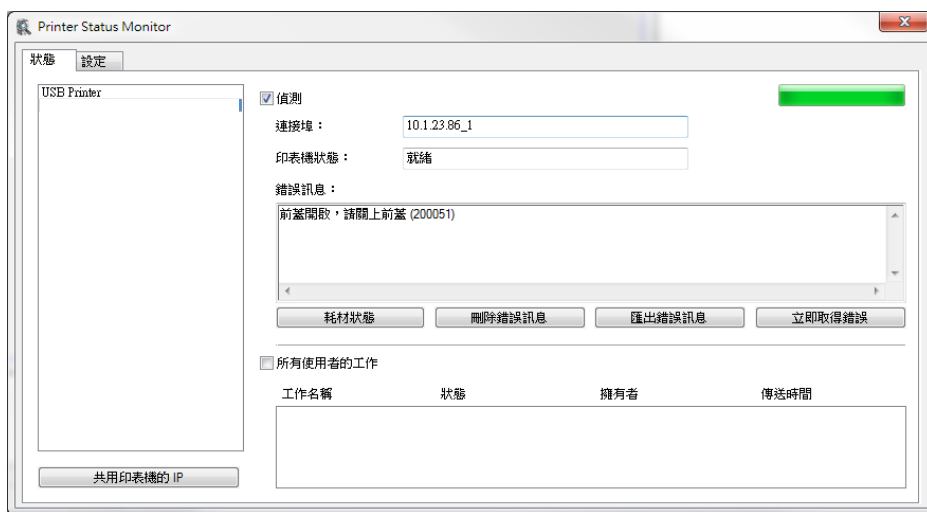 Printer Status Monitor
狀態
設定
USB Printer
偵測
連接埠：
10.1.23.86_1
印表機狀態：
就緒
錯誤訊息：
前蓋開啟，請關上前蓋 (200051)
耗材狀態
刪除錯誤訊息
匯出錯誤訊息
立即取得錯誤
所有使用者的工作
工作名稱
狀態
擁有者
傳送時間
共用印表機的 IP